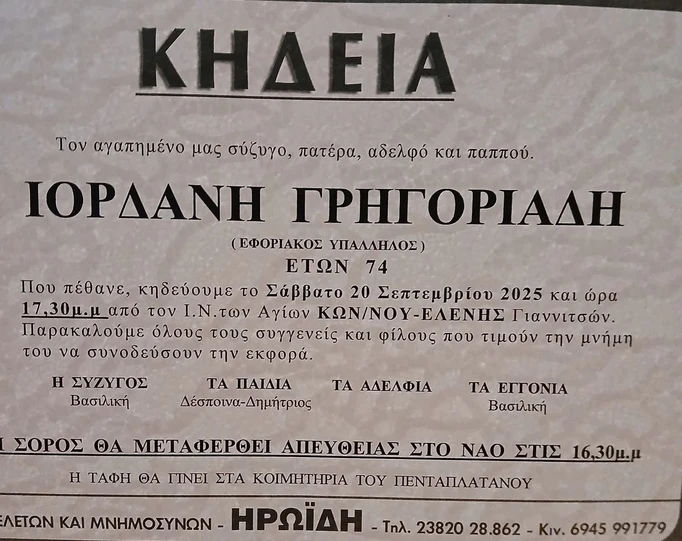 ΚΗΔΕΙΑ
Τον αγαπημένο μας σύζυγο, πατέρα, αδελφό και παππού.
ΙΟΡΔΑΝΗ ΓΡΗΓΟΡΙΑΔΗ
(ΕΦΟΡΙΑΚΟΣ ΥΠΑΛΛΗΛΟΣ)
ΕΤΩΝ 74
Που πέθανε, κηδεύουμε το Σάββατο 20 Σεπτεμβρίου 2025 και ώρα
17,30μ.μ από τον Ι.Ν.των Αγίων ΚΩΝ/ΝΟΥ-ΕΛΕΝΗΣ Γιαννιτσών.
Παρακαλούμε όλους τους συγγενείς και φίλους που τιμούν την μνήμη
του να συνοδεύσουν την εκφορά.
Η ΣΥΖΥΓΟΣ ΤΑ ΠΑΙΔΙΑ ΤΑ ΑΔΕΛΦΙΑ ΤΑ ΕΓΓΟΝΙΑ
Βασιλική Δέσποινα-Δημήτριος Βασιλική
ΣΟΡΟΣ ΘΑ ΜΕΤΑΦΕΡΘΕΙ ΑΠΕΥΘΕΙΑΣ ΣΤΟ ΝΑΟ ΣΤΙΣ 16,30μ.μ
Η ΤΑΦΗ ΘΑ ΓΙΝΕΙ ΣΤΑ ΚΟΙΜΗΤΗΡΙΑ ΤΟΥ ΠΕΝΤΑΠΛΑΤΑΝΟΥ
ΕΛΕΤΩΝ ΚΑΙ ΜΝΗΜΟΣΥΝΩΝ - ΗΡΩΪΔΗ - Τηλ. 23820 28.862 - Κιν. 6945 991779